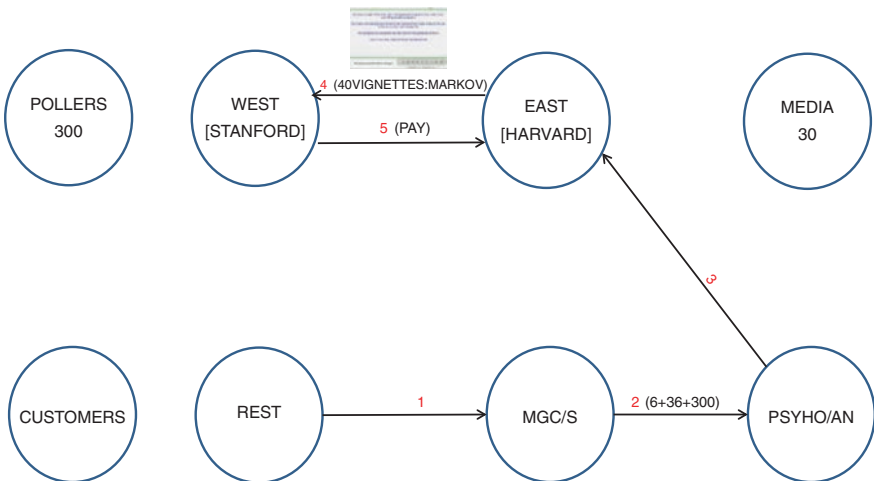 4 (40VIGNETTES:MARKOV)
POLLERS
300
WEST
[STANFORD]
EAST
[HARVARD]
MEDIA
30
5 (PAY)
3
CUSTOMERS
REST
1
MGC/S
2 (6+36+300)
PSYHO/AN